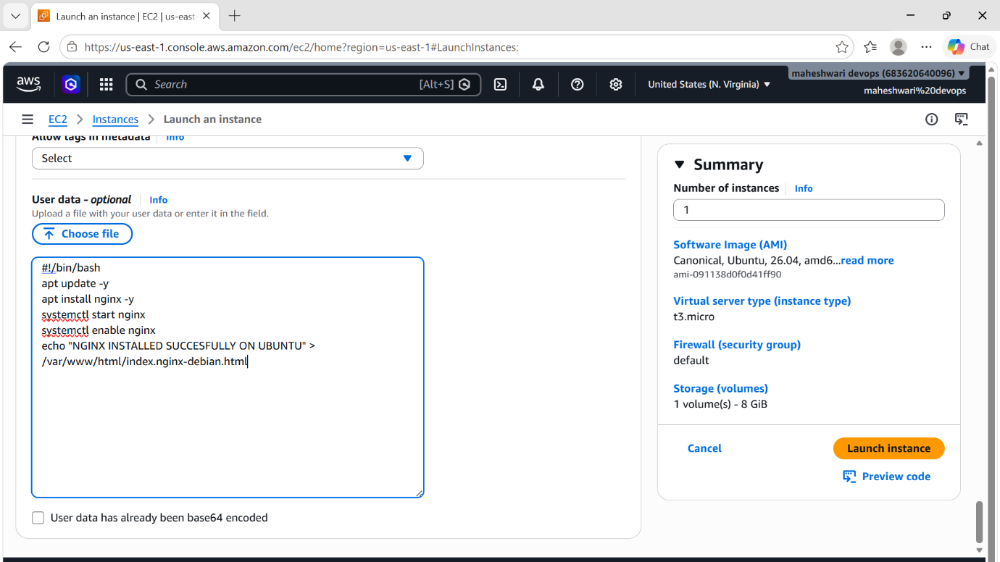 Launch an instance | EC2 | us-east-
https://us-east-1.console.aws.amazon.com/ec2/home?region=us-east-1#LaunchInstances:
Chat
aws
Search
[Alt+S]
United States (N. Virginia)
maheshwari devops (683620640096)
maheshwari%20devops
EC2
Instances
Launch an instance
Allow tags in metadata
Info
Select
User data - optional
Info
Upload a file with your user data or enter it in the field.
Choose file
#!/bin/bash
apt update -y
apt install nginx -y
systemctl start nginx
systemctl enable nginx
echo "NGINX INSTALLED SUCCESFULLY ON UBUNTU" >
/var/www/html/index.nginx-debian.html
User data has already been base64 encoded
Summary
Number of instances
Info
1
Software Image (AMI)
Canonical, Ubuntu, 26.04, amd6...read more
ami-091138d0f0d41ff90
Virtual server type (instance type)
t3.micro
Firewall (security group)
default
Storage (volumes)
1 volume(s) - 8 GiB
Cancel
Launch instance
Preview code